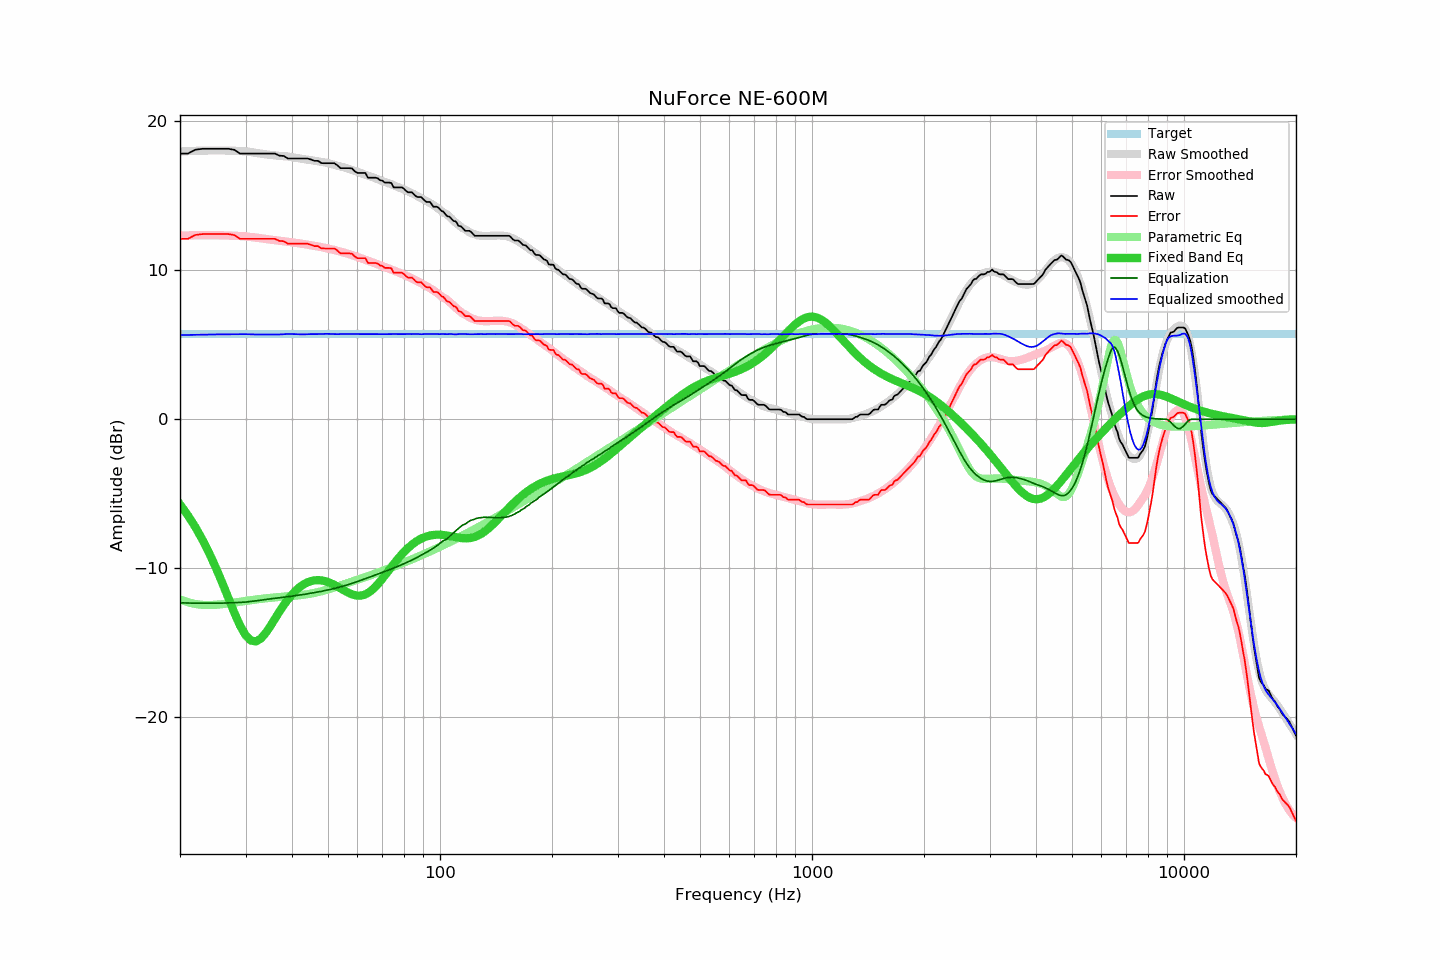 NuForce NE-600M
20
10
0
−10
−20
Amplitude (dBr)
100
1000
10000
Frequency (Hz)
Target
Raw Smoothed
Error Smoothed
Raw
Error
Parametric Eq
Fixed Band Eq
Equalization
Equalized smoothed